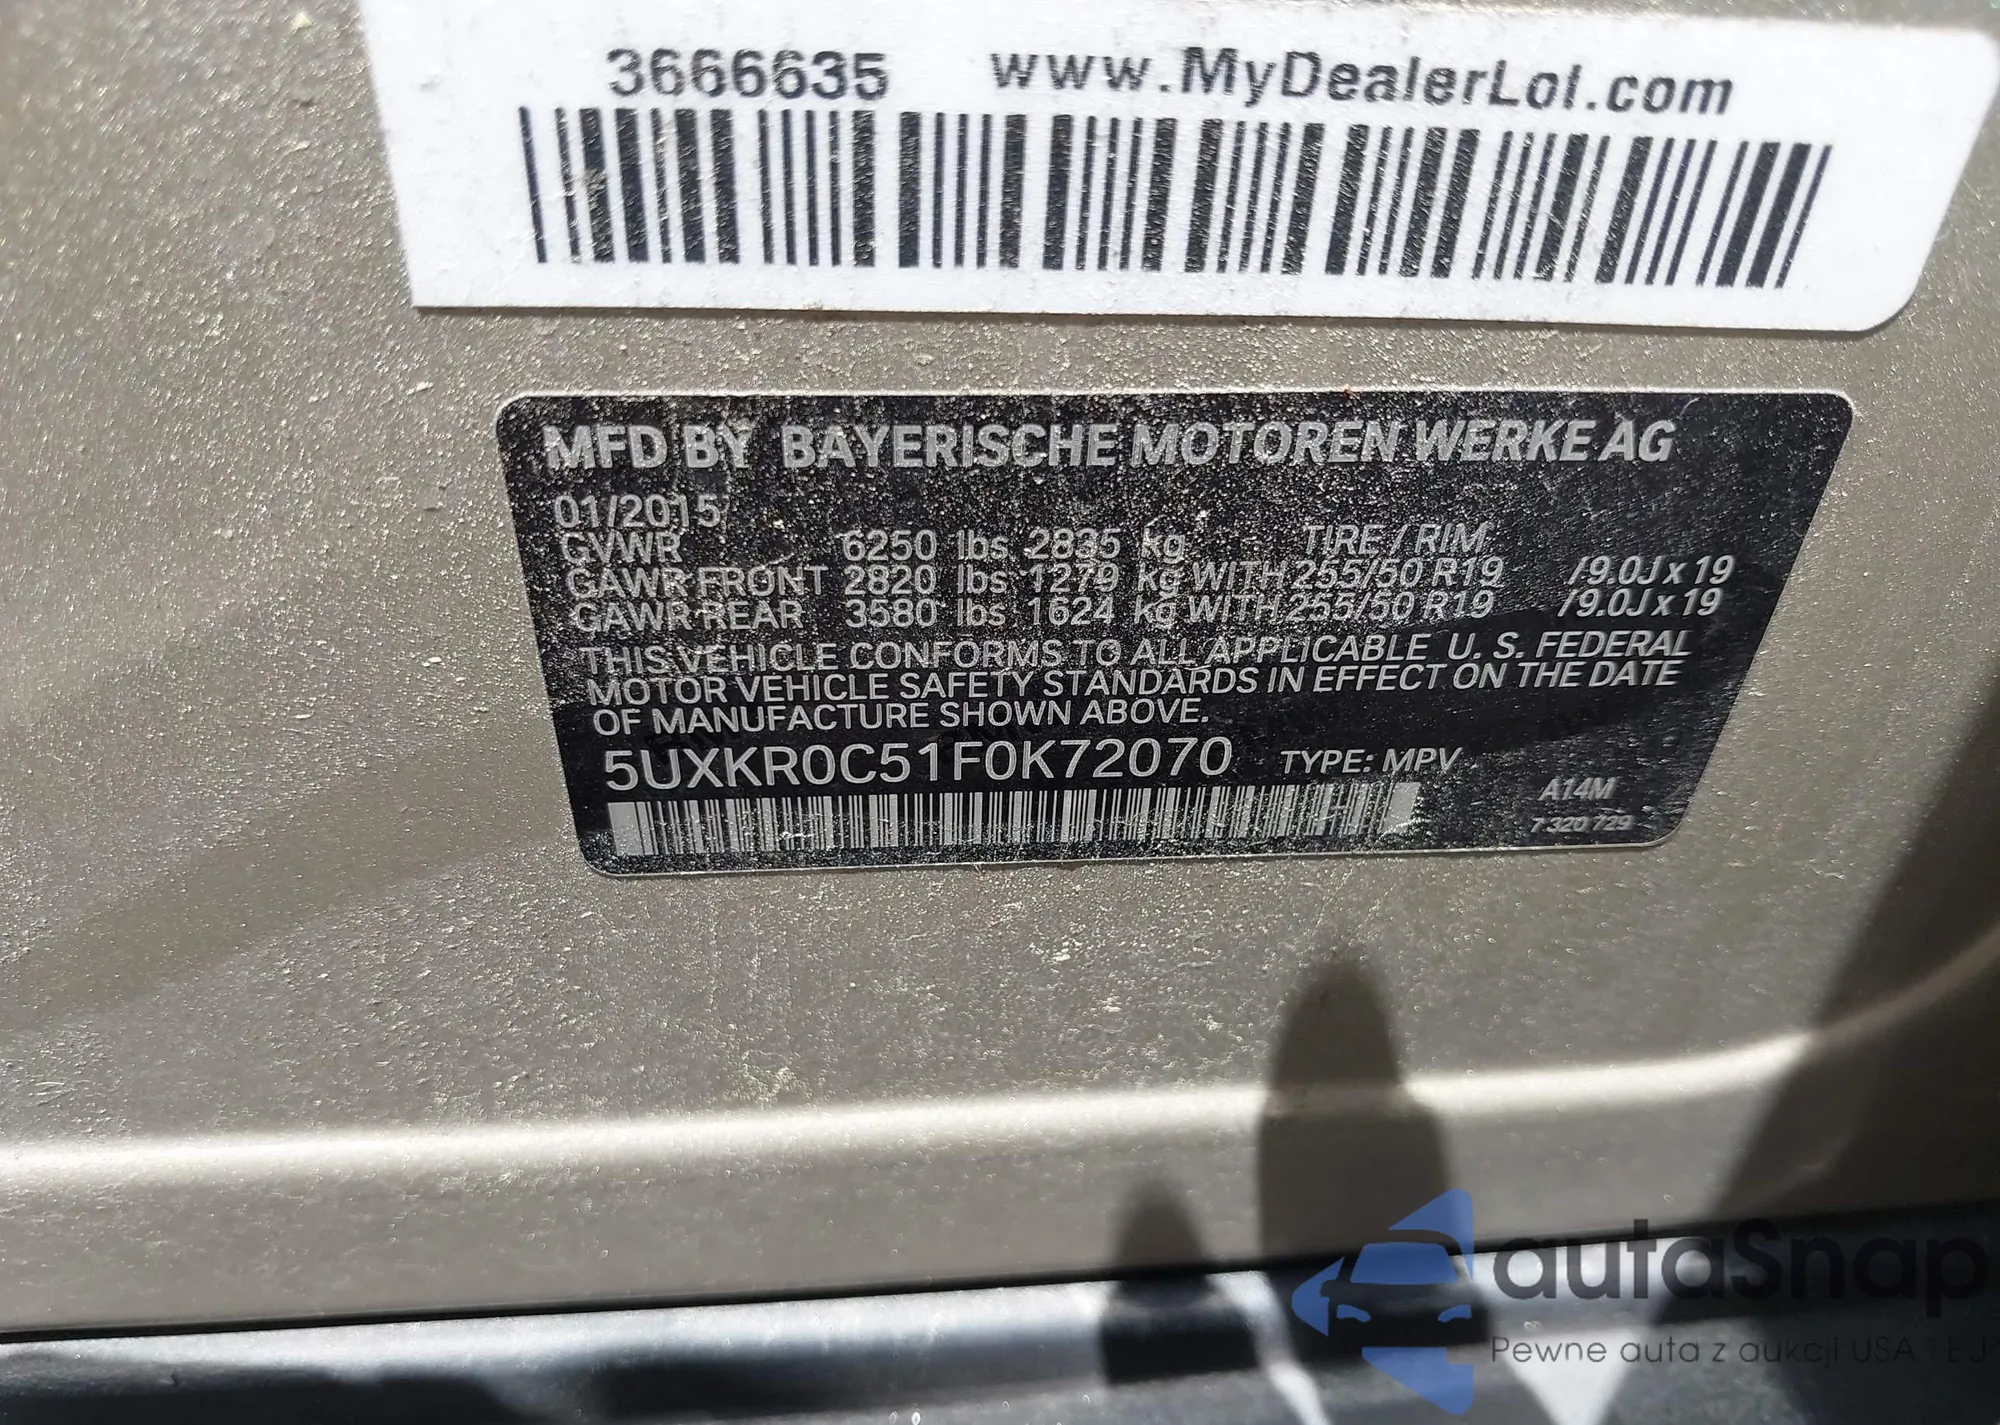 3666635 www.MyDealerLot.com
MFD BY BAYERISCHE MOTOREN WERKE AG
01/2015
GVWR 6250 lbs 2835 kg TIRE / RIM
GAWR FRONT 2820 lbs 1279 kg WITH 255/50 R19 /9.0J x 19
GAWR REAR 3580 lbs 1624 kg WITH 255/50 R19 /9.0J x 19
THIS VEHICLE CONFORMS TO ALL APPLICABLE U. S. FEDERAL
MOTOR VEHICLE SAFETY STANDARDS IN EFFECT ON THE DATE
OF MANUFACTURE SHOWN ABOVE.
5UXKR0C51F0K72070 TYPE: MPV
A14M
7 320 729
autaSnap
Pewne auta z aukcji USA